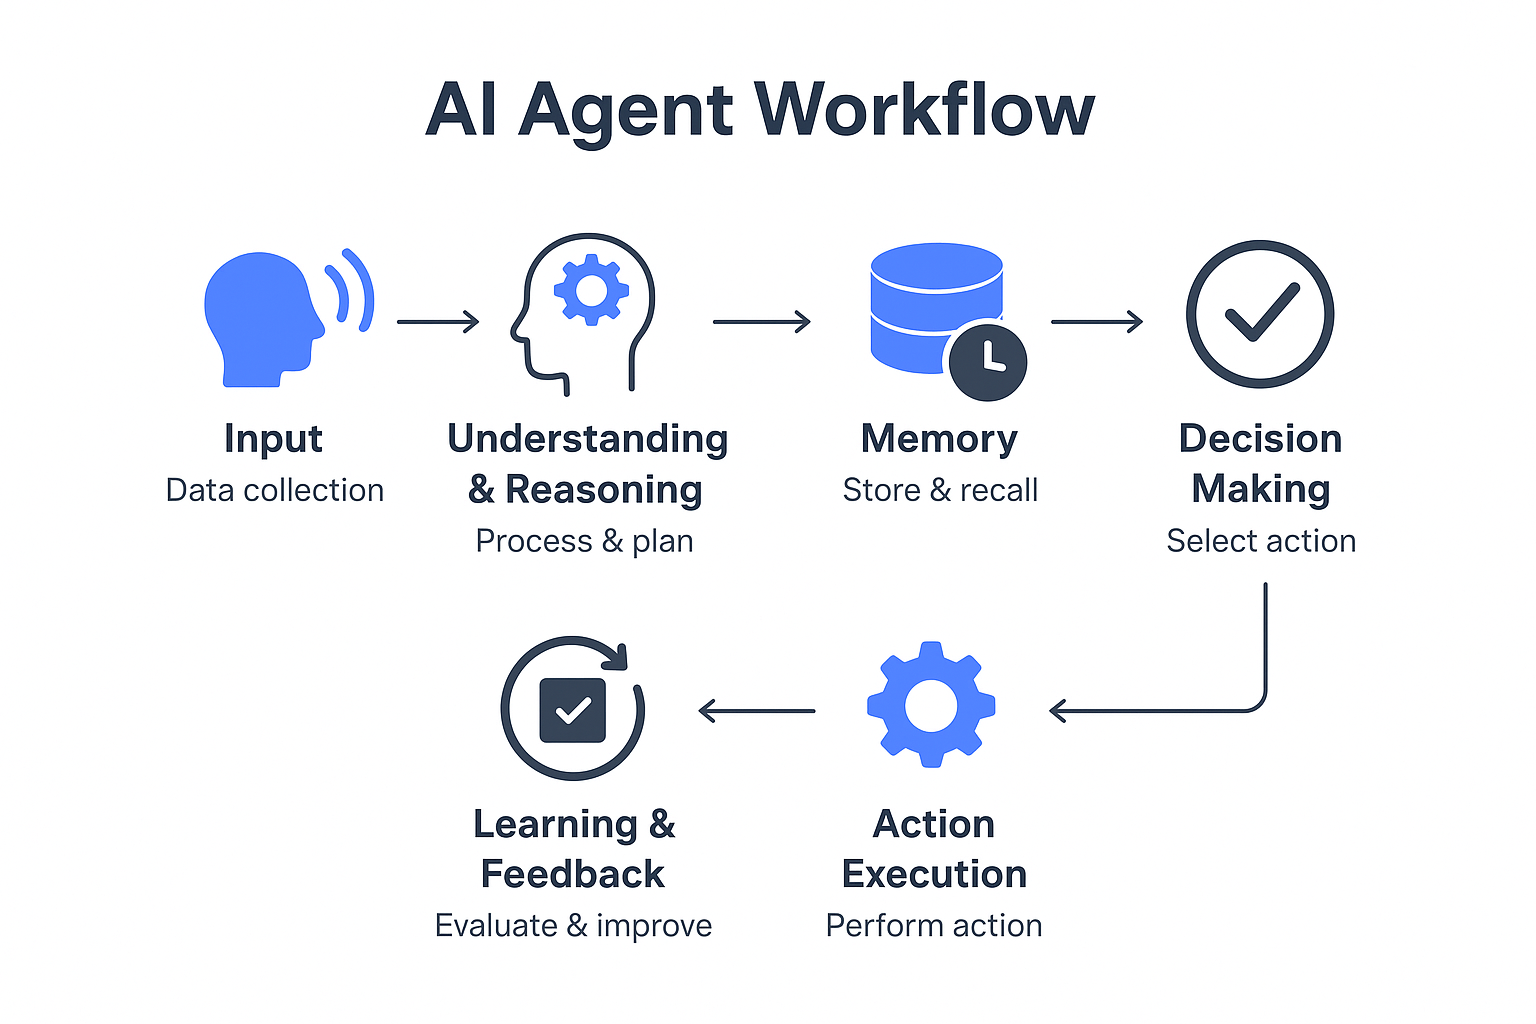 AI Agent Workflow
Input
Data collection
Understanding
& Reasoning
Process & plan
Memory
Store & recall
Decision
Making
Select action
Learning &
Feedback
Evaluate & improve
Action
Execution
Perform action